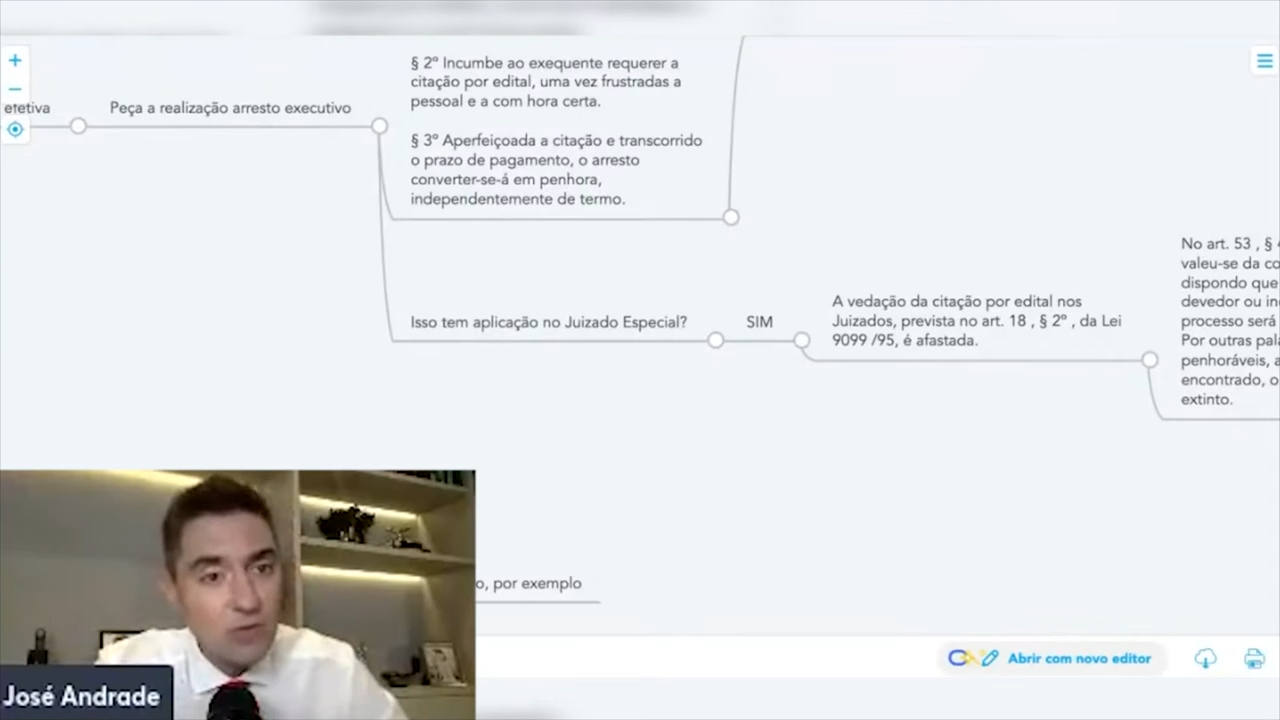 § 2º Incumbe ao exequente requerer a
citação por edital, uma vez frustradas a
pessoal e a com hora certa.
etetiva
Peça a realização arresto executivo
§ 3º Aperfeiçoada a citação e transcorrido
o prazo de pagamento, o arresto
converter-se-á em penhora,
independentemente de termo.
Isso tem aplicação no Juizado Especial?
SIM
A vedação da citação por edital nos
Juizados, prevista no art. 18 , § 2º , da Lei
9099 /95, é afastada.
No art. 53 , §
valeu-se da co
dispondo que
devedor ou in
processo será
Por outras pala
penhoráveis, a
encontrado, o
extinto.
o, por exemplo
Abrir com novo editor
José Andrade